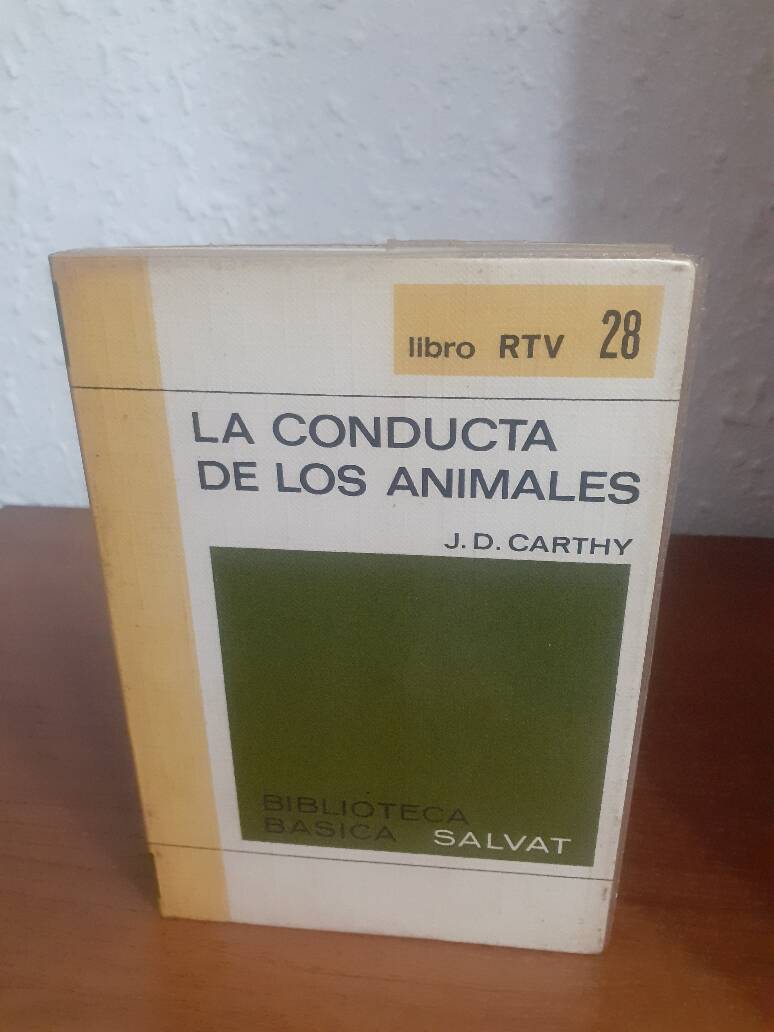 libro RTV 28
LA CONDUCTA
DE LOS ANIMALES
J. D. CARTHY
BIBLIOTECA
BASICA SALVAT